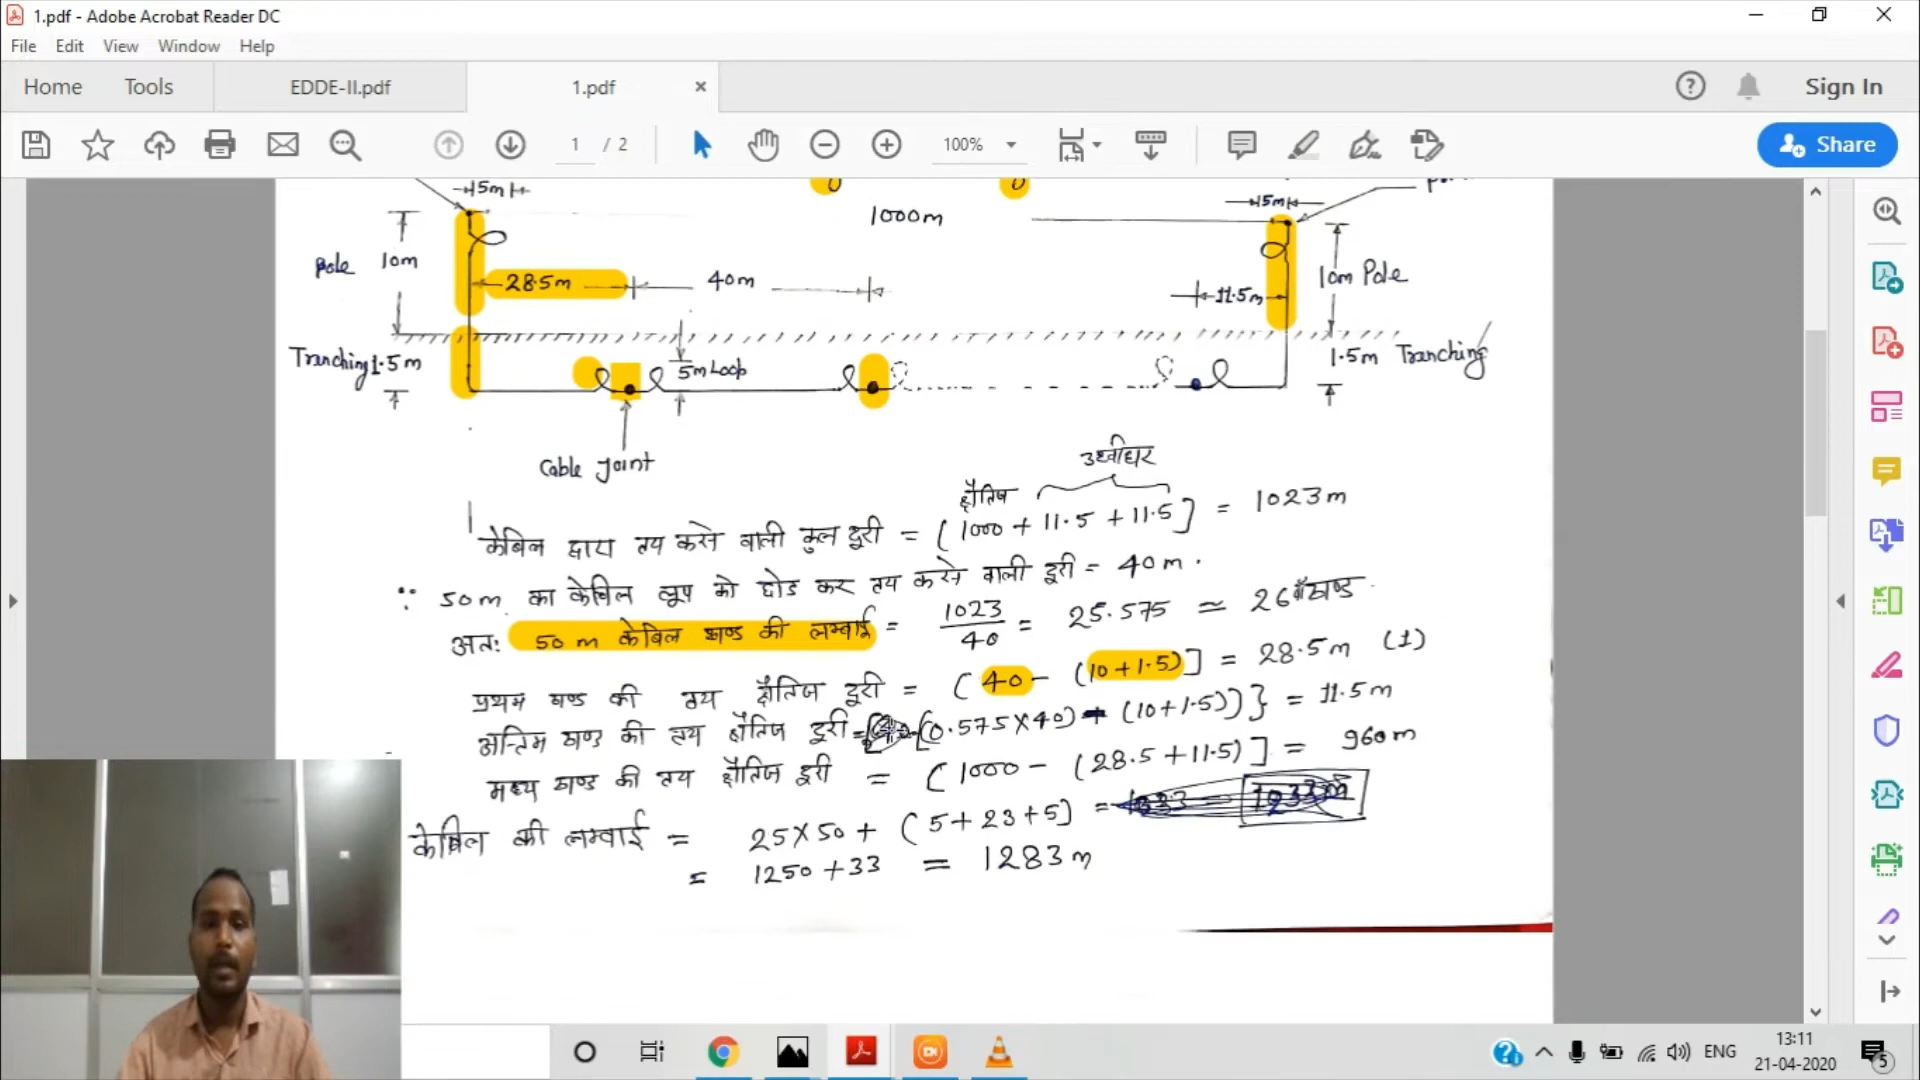 1.pdf - Adobe Acrobat Reader DC
File Edit View Window Help
Home Tools EDDE-II.pdf 1.pdf × Sign In
1 / 2 100% Share
5m 5m
1000m
pole 10m 28.5m 40m 11.5m 10m Pole
Tranching 1.5m 5m Loop 1.5m Tranching
Cable Joint
क्षैतिज
केबिल द्वारा तय करने वाली कुल दूरी = (1000 + 11.5 + 11.5] = 1023m
∵ 50m का केबिल लूप को छोड कर तय करने वाली दूरी = 40m.
अतः 50 m केबिल खण्ड की लम्बाई = 1023/40 = 25.575 ≃ 26 खण्ड
प्रथम खण्ड की तय क्षैतिज दूरी = (40 - (10+1.5)] = 28.5m (1)
अन्तिम खण्ड की तय क्षैतिज दूरी = (0.575×40) (10+1.5))} = 11.5m
मध्य खण्ड की तय क्षैतिज दूरी = (1000 - (28.5+11.5)] = 960m
केबिल की लम्बाई = 25×50 + (5+23+5] =
= 1250+33 = 1283m
ENG
13:11
21-04-2020
5